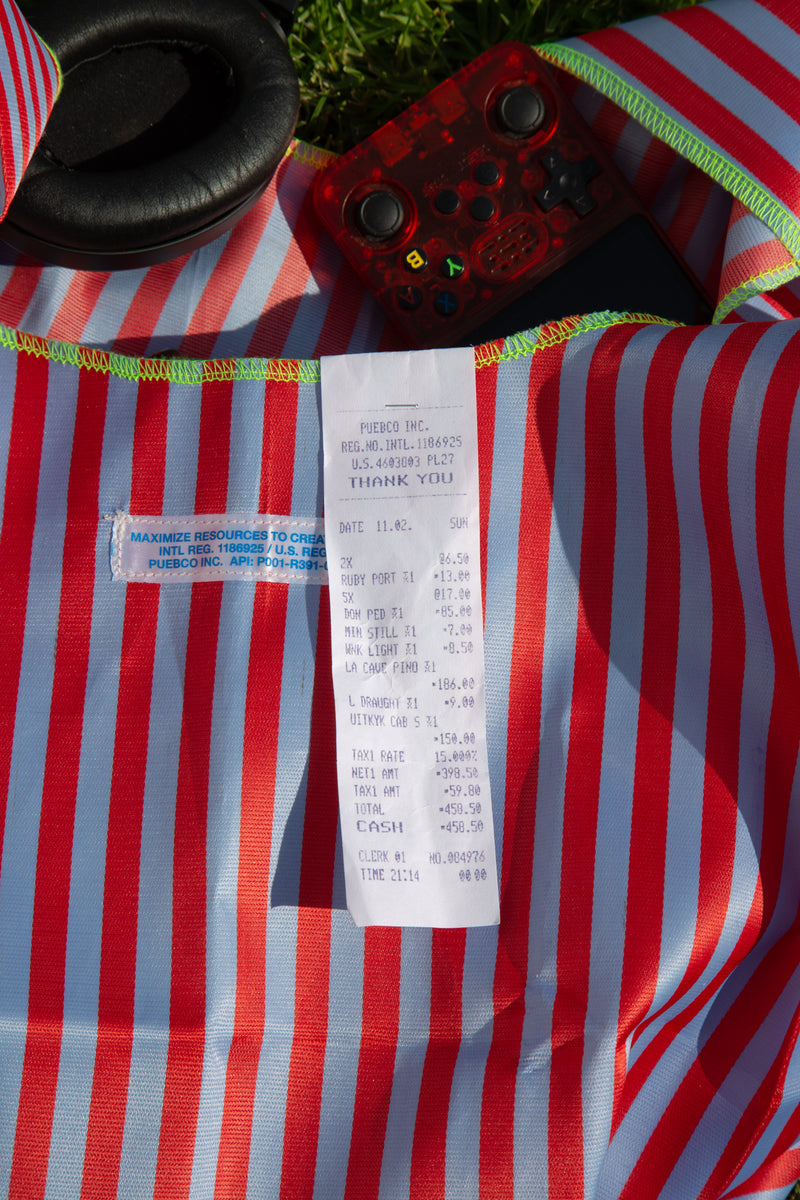 B
Y
A
X
PUEBCO INC.
REG.NO.INTL.1186925
U.S.4603003 PL27
THANK YOU
DATE 11.02. SUN
2X @6.50
RUBY PORT %1 *13.00
5X @17.00
DOM PED %1 *85.00
MIN STILL %1 *7.00
WNK LIGHT %1 *8.50
LA CAVE PINO %1
*186.00
L DRAUGHT %1 *9.00
UITKYK CAB S %1
*150.00
TAX1 RATE 15.000%
NET1 AMT *398.50
TAX1 AMT *59.80
TOTAL *458.50
CASH *458.50
CLERK 01 NO.004976
TIME 21:14 00 00
MAXIMIZE RESOURCES TO CREA
INTL REG. 1186925 / U.S. REG
PUEBCO INC. API: P001-R391-